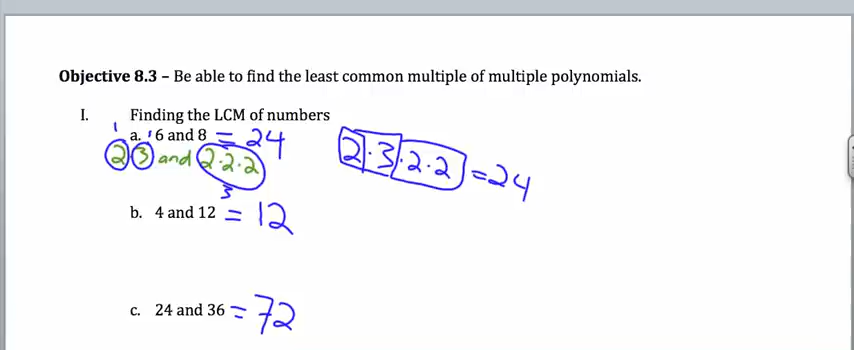 Objective 8.3 – Be able to find the least common multiple of multiple polynomials.
I. Finding the LCM of numbers
a. 6 and 8 = 24
2 3 and 2·2·2
2·3·2·2 = 24
3
b. 4 and 12 = 12
c. 24 and 36 = 72